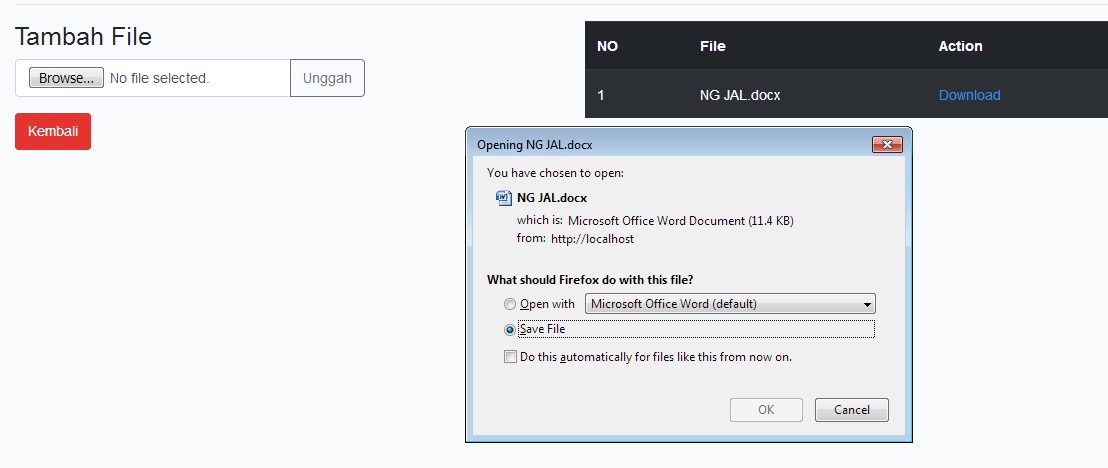 Tambah File
Browse... No file selected. Unggah
Kembali
NO File Action
1 NG JAL.docx Download
Opening NG JAL.docx
You have chosen to open:
NG JAL.docx
which is: Microsoft Office Word Document (11.4 KB)
from: http://localhost
What should Firefox do with this file?
Open with Microsoft Office Word (default)
Save File
Do this automatically for files like this from now on.
OK Cancel